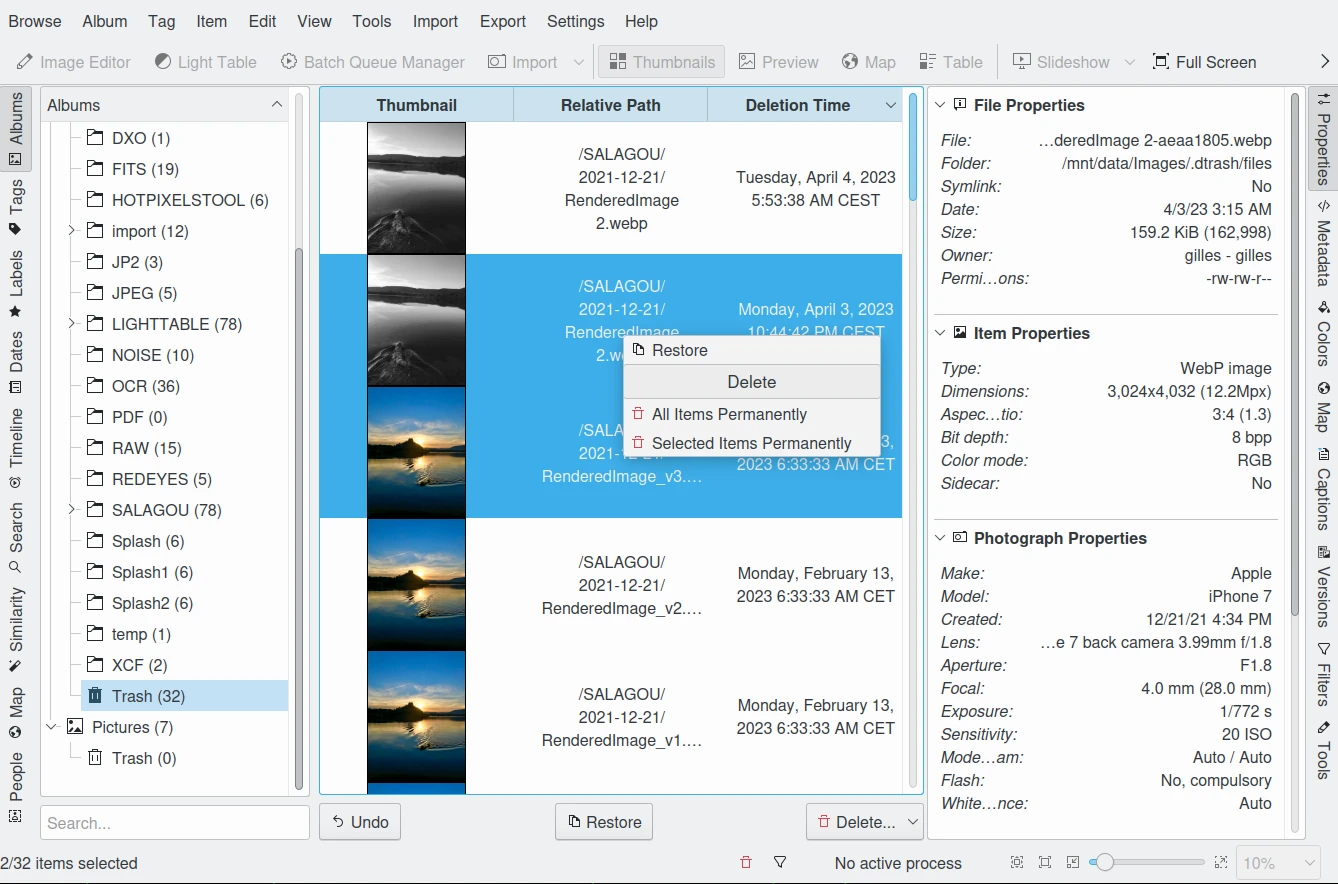 Browse Album Tag Item Edit View Tools Import Export Settings Help
Image Editor Light Table Batch Queue Manager Import Thumbnails Preview Map Table Slideshow Full Screen
Albums
Tags
Labels
Dates
Timeline
Search
Similarity
Map
People
Albums
DXO (1)
FITS (19)
HOTPIXELSTOOL (6)
import (12)
JP2 (3)
JPEG (5)
LIGHTTABLE (78)
NOISE (10)
OCR (36)
PDF (0)
RAW (15)
REDEYES (5)
SALAGOU (78)
Splash (6)
Splash1 (6)
Splash2 (6)
temp (1)
XCF (2)
Trash (32)
Pictures (7)
Trash (0)
Search...
Thumbnail Relative Path Deletion Time
/SALAGOU/
2021-12-21/
RenderedImage
2.webp
Tuesday, April 4, 2023
5:53:38 AM CEST
/SALAGOU/
2021-12-21/
RenderedImage
2.w
Monday, April 3, 2023
10:44:42 PM CEST
Restore
Delete
All Items Permanently
Selected Items Permanently
/SALA
2021-12-21/
RenderedImage_v3....
3,
2023 6:33:33 AM CET
/SALAGOU/
2021-12-21/
RenderedImage_v2....
Monday, February 13,
2023 6:33:33 AM CET
/SALAGOU/
2021-12-21/
RenderedImage_v1....
Monday, February 13,
2023 6:33:33 AM CET
Undo Restore Delete...
File Properties
File: ...deredImage 2-aeaa1805.webp
Folder: /mnt/data/Images/.dtrash/files
Symlink: No
Date: 4/3/23 3:15 AM
Size: 159.2 KiB (162,998)
Owner: gilles - gilles
Permi...ons: -rw-rw-r--
Item Properties
Type: WebP image
Dimensions: 3,024x4,032 (12.2Mpx)
Aspec...tio: 3:4 (1.3)
Bit depth: 8 bpp
Color mode: RGB
Sidecar: No
Photograph Properties
Make: Apple
Model: iPhone 7
Created: 12/21/21 4:34 PM
Lens: ...e 7 back camera 3.99mm f/1.8
Aperture: F1.8
Focal: 4.0 mm (28.0 mm)
Exposure: 1/772 s
Sensitivity: 20 ISO
Mode...am: Auto / Auto
Flash: No, compulsory
White...nce: Auto
Properties
Metadata
Colors
Map
Captions
Versions
Filters
Tools
2/32 items selected No active process 10%